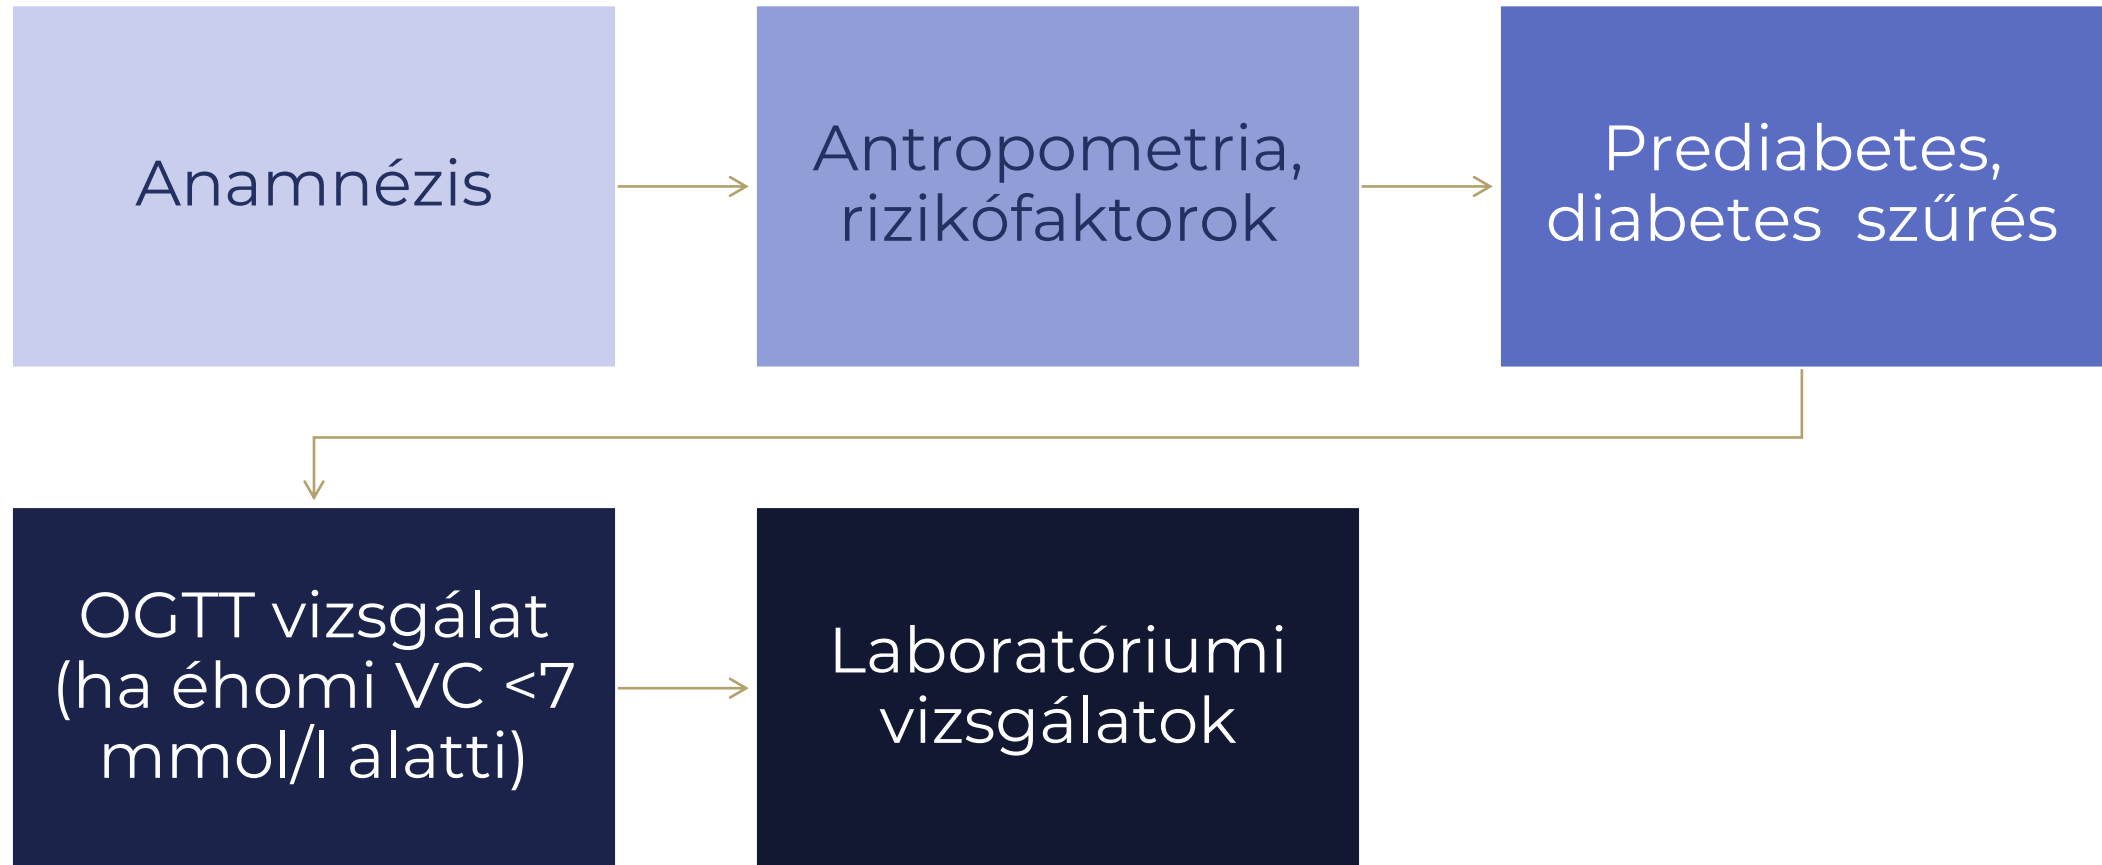 Anamnézis
Antropometria,
rizikófaktorok
Prediabetes,
diabetes  szűrés
OGTT vizsgálat
(ha éhomi VC <7
mmol/l alatti)
Laboratóriumi
vizsgálatok